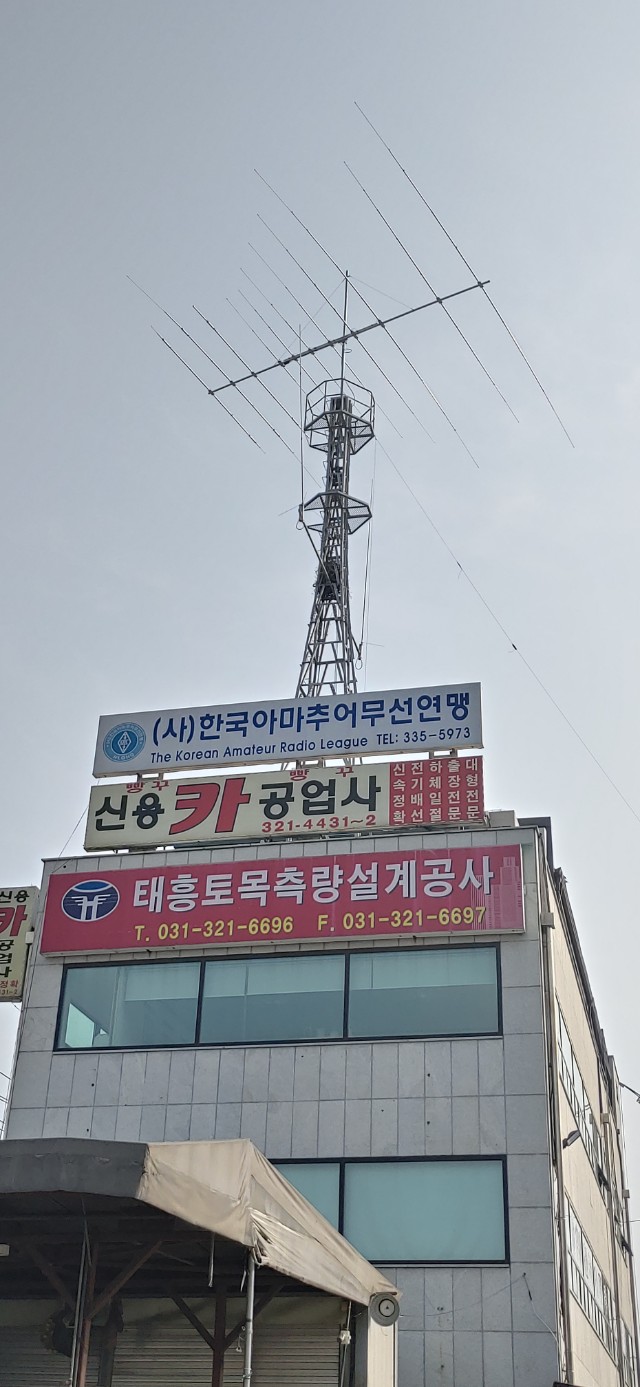 (사)한국아마추어무선연맹
The Korean Amateur Radio League TEL: 335-5973
빵꾸 빵꾸
신용카공업사
321-4431~2
신전하출대
속기체장형
정배일전전
확선절문문
태흥토목측량설계공사
T. 031-321-6696 F. 031-321-6697
신용
카
공업
사